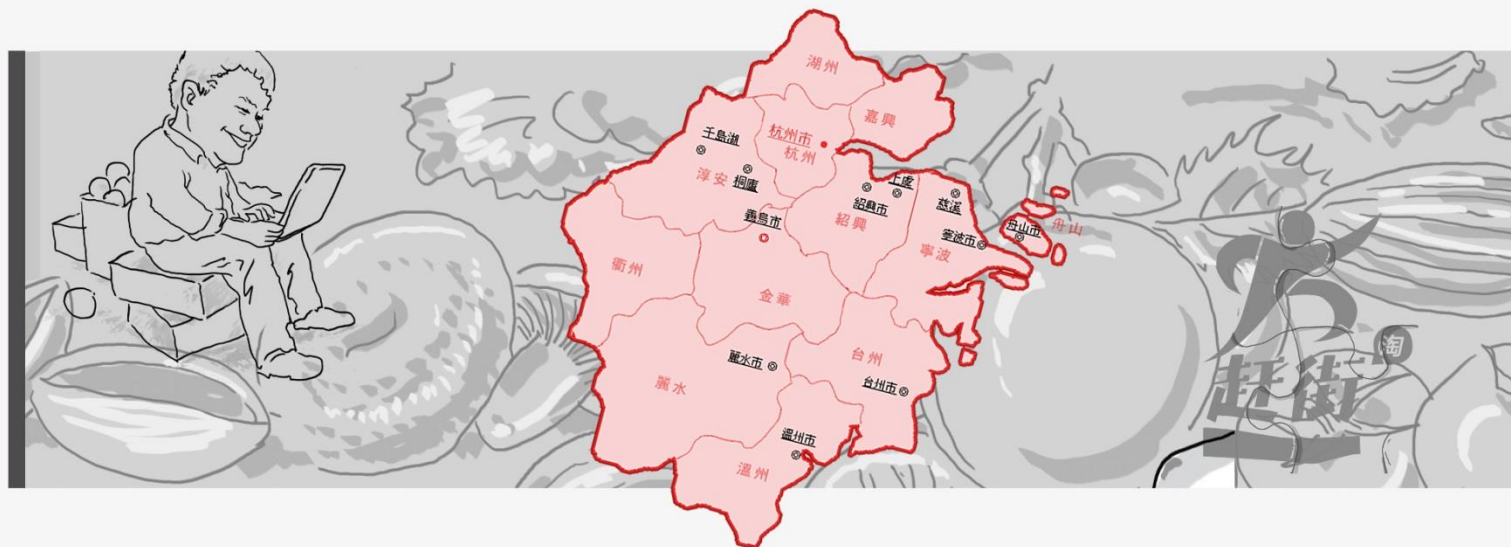 湖州
嘉興
杭州市
杭州
千島湖
淳安
桐廬
上虞
慈溪
紹興市
紹興
義烏市
寧波市
寧波
舟山市
舟山
衢州
金華
麗水市
麗水
台州
台州市
溫州市
溫州
淘
赶街